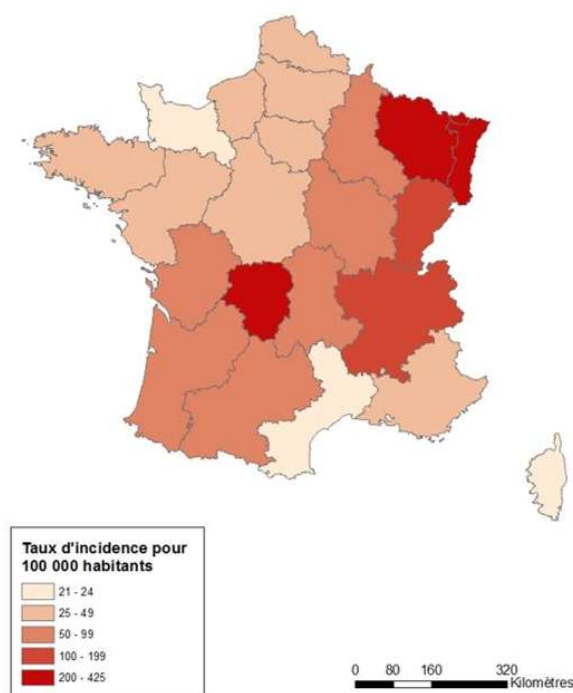 Taux d'incidence pour
100 000 habitants
21 - 24
25 - 49
50 - 99
100 - 199
200 - 425
0 80 160 320
Kilomètres